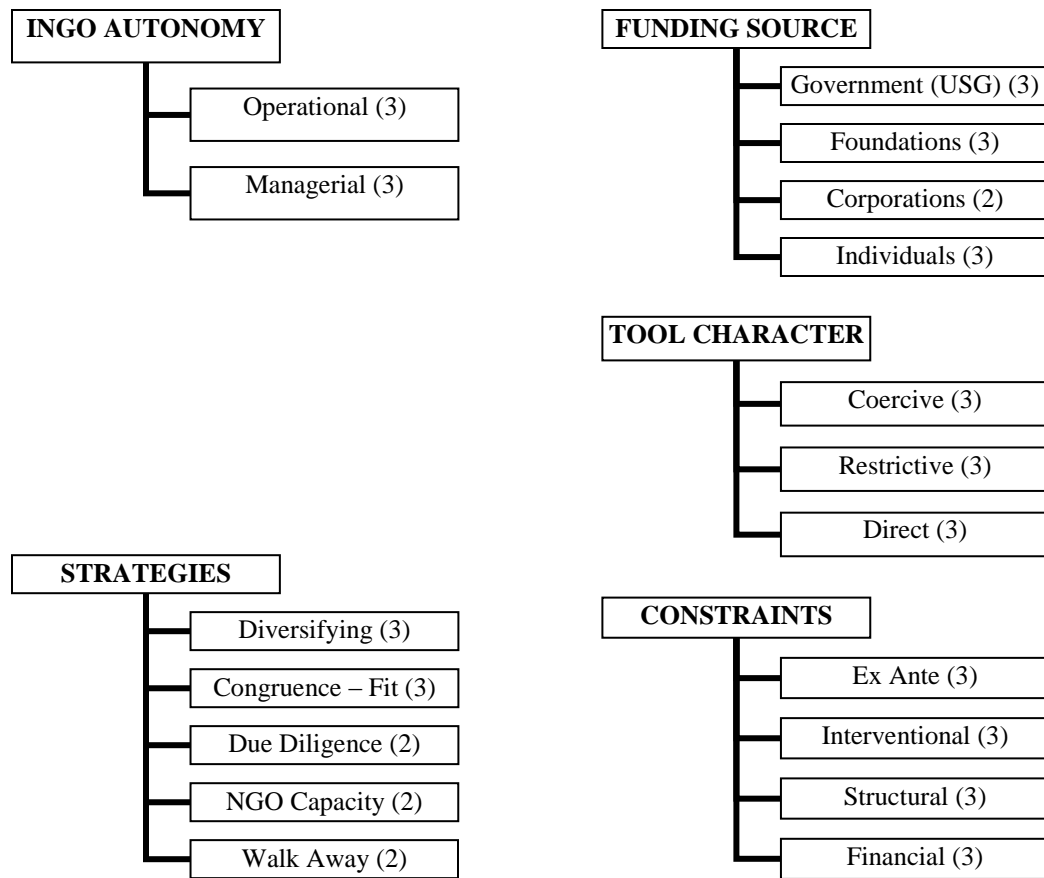 INGO AUTONOMY
Operational (3)
Managerial (3)
FUNDING SOURCE
Government (USG) (3)
Foundations (3)
Corporations (2)
Individuals (3)
TOOL CHARACTER
Coercive (3)
Restrictive (3)
Direct (3)
STRATEGIES
Diversifying (3)
Congruence – Fit (3)
Due Diligence (2)
NGO Capacity (2)
Walk Away (2)
CONSTRAINTS
Ex Ante (3)
Interventional (3)
Structural (3)
Financial (3)